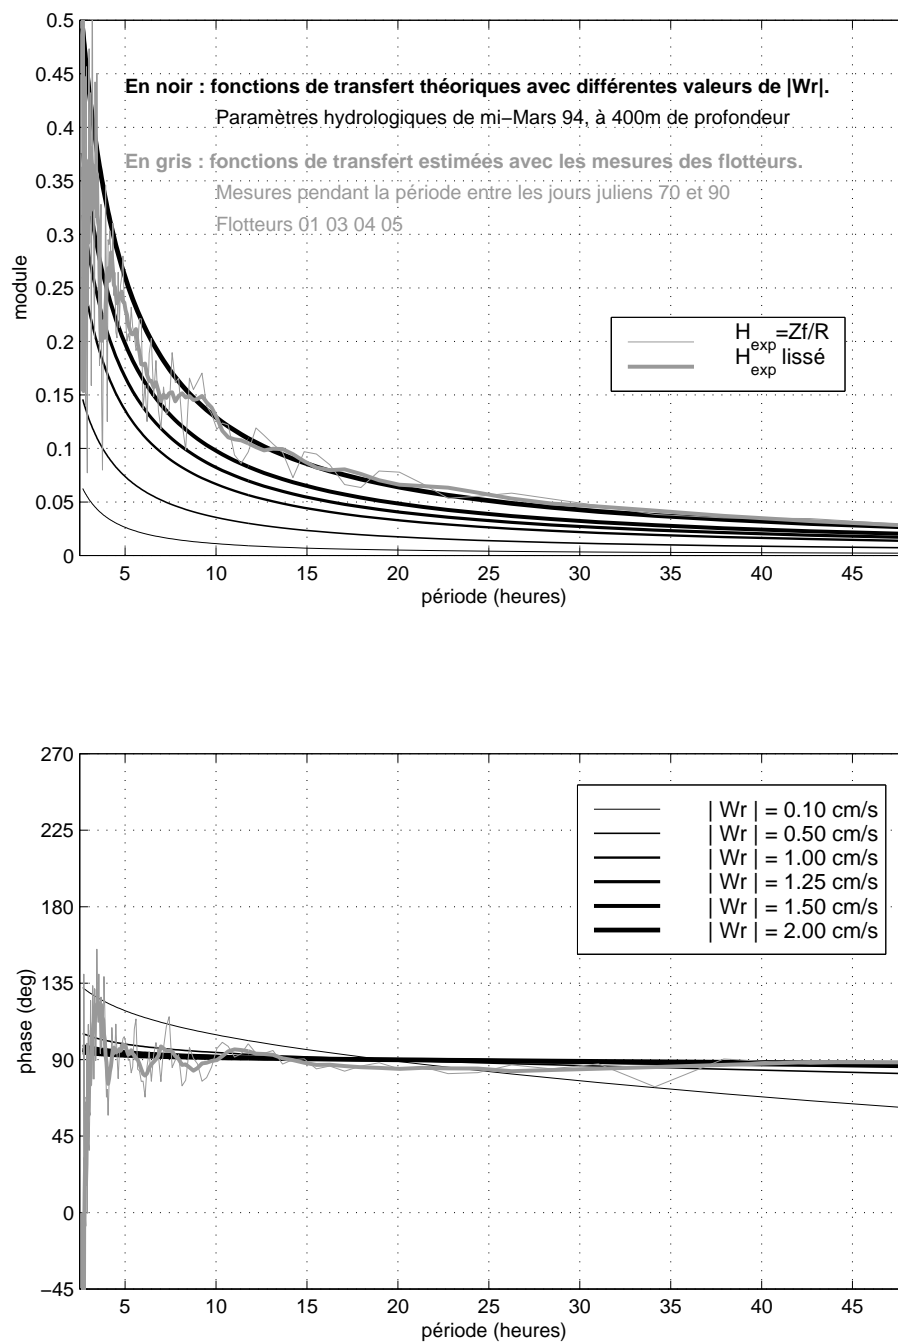 0.5
0.45
0.4
0.35
0.3
0.25
0.2
0.15
0.1
0.05
0
module
En noir : fonctions de transfert théoriques avec différentes valeurs de |Wr|.
Paramètres hydrologiques de mi−Mars 94, à 400m de profondeur
En gris : fonctions de transfert estimées avec les mesures des flotteurs.
Mesures pendant la période entre les jours juliens 70 et 90
Flotteurs 01 03 04 05
H_exp=Zf/R
H_exp lissé
5 10 15 20 25 30 35 40 45
période (heures)
270
225
180
135
90
45
0
−45
phase (deg)
| Wr | = 0.10 cm/s
| Wr | = 0.50 cm/s
| Wr | = 1.00 cm/s
| Wr | = 1.25 cm/s
| Wr | = 1.50 cm/s
| Wr | = 2.00 cm/s
5 10 15 20 25 30 35 40 45
période (heures)